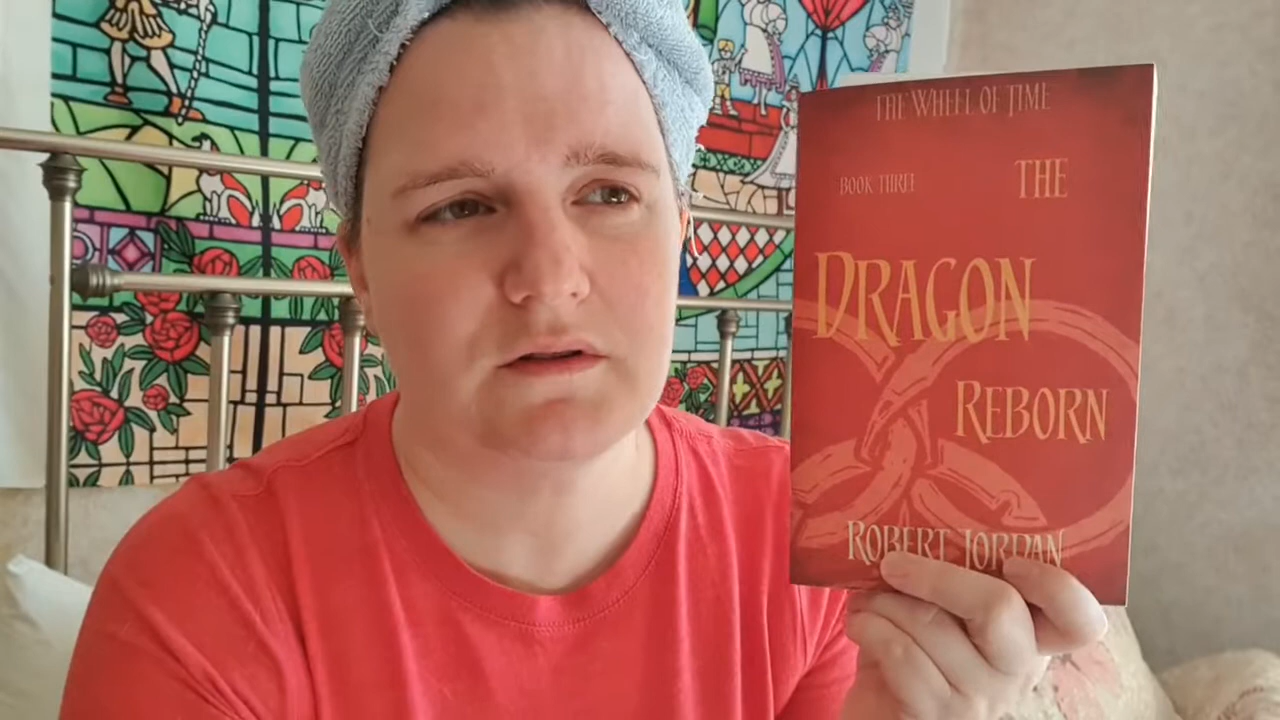 THE WHEEL OF TIME
BOOK THREE
THE
DRAGON
REBORN
ROBERT JORDAN